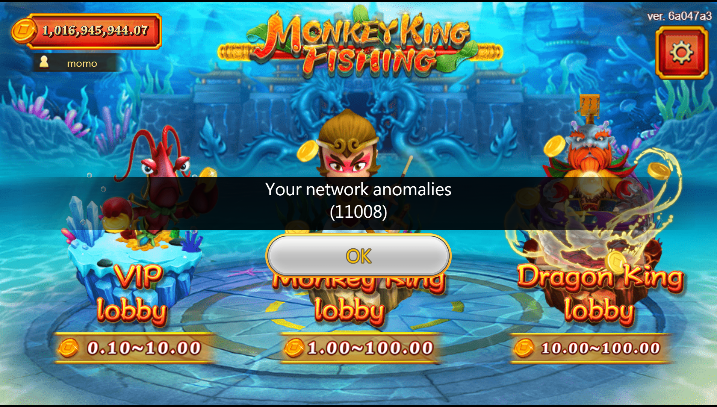 1,016,945,944.07
momo
MONKEY KING
FISHING
ver. 6a047a3
Your network anomalies
(11008)
OK
VIP
lobby
Monkey King
lobby
Dragon King
lobby
0.10~10.00
1.00~100.00
10.00~100.00